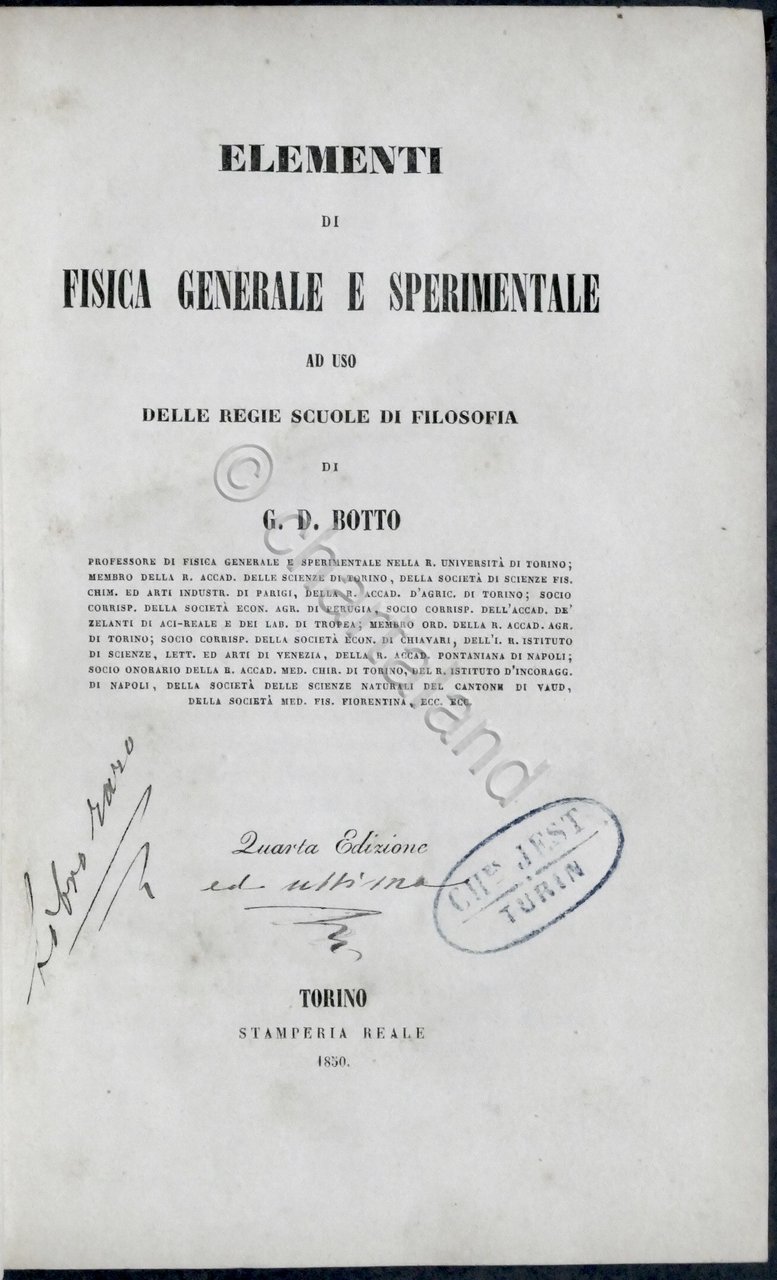 ELEMENTI
DI
FISICA GENERALE E SPERIMENTALE
AD USO
DELLE REGIE SCUOLE DI FILOSOFIA
DI
G. D. BOTTO
PROFESSORE DI FISICA GENERALE E SPERIMENTALE NELLA R. UNIVERSITÀ DI TORINO;
MEMBRO DELLA R. ACCAD. DELLE SCIENZE DI TORINO, DELLA SOCIETÀ DI SCIENZE FIS.
CHIM. ED ARTI INDUSTR. DI PARIGI, DELLA R. ACCAD. D'AGRIC. DI TORINO; SOCIO
CORRISP. DELLA SOCIETÀ ECON. AGR. DI PERUGIA, SOCIO CORRISP. DELL'ACCAD. DE'
ZELANTI DI ACI-REALE E DEI LAB. DI TROPEA; MEMBRO ORD. DELLA R. ACCAD. AGR.
DI TORINO; SOCIO CORRISP. DELLA SOCIETÀ ECON. DI CHIAVARI, DELL'I. R. ISTITUTO
DI SCIENZE, LETT. ED ARTI DI VENEZIA, DELLA R. ACCAD. PONTANIANA DI NAPOLI;
SOCIO ONORARIO DELLA R. ACCAD. MED. CHIR. DI TORINO, DEL R. ISTITUTO D'INCORAGG.
DI NAPOLI, DELLA SOCIETÀ DELLE SCIENZE NATURALI DEL CANTONE DI VAUD,
DELLA SOCIETÀ MED. FIS. FIORENTINA, ECC. ECC.
© charteland
Libro raro
Quarta Edizione
ed ultima
CHes JEST
TURIN
TORINO
STAMPERIA REALE
1850.